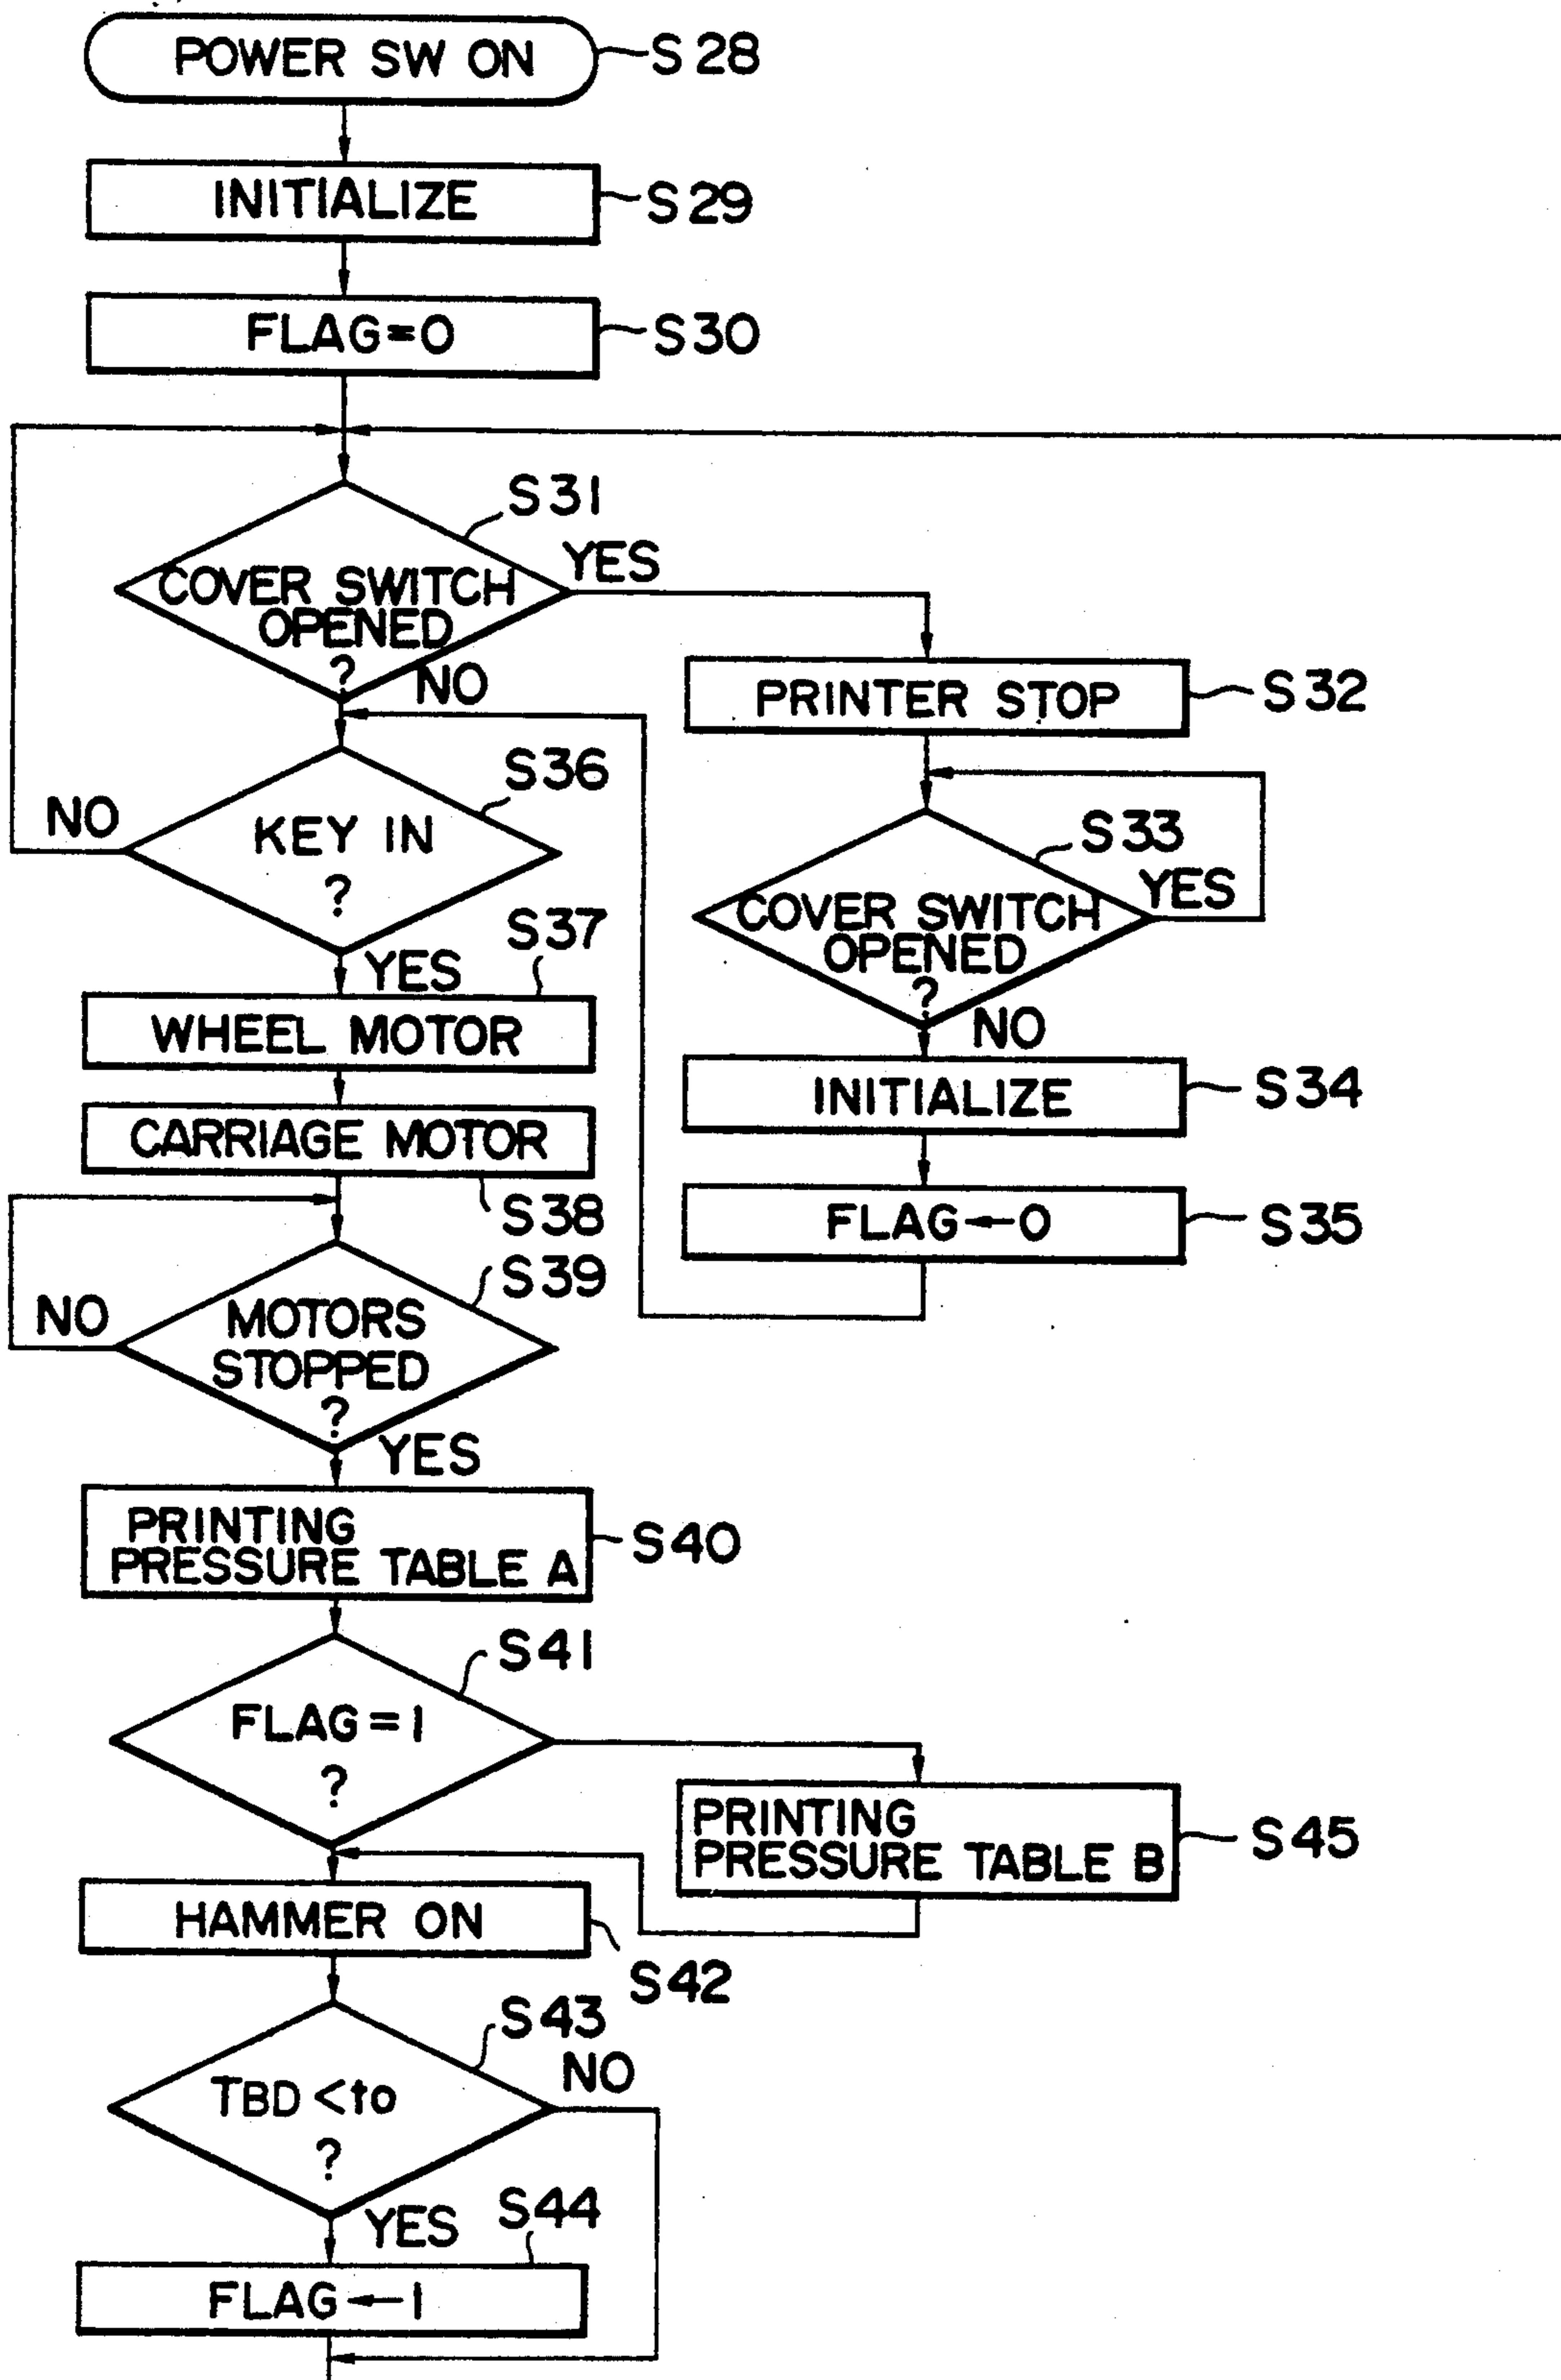 POWER SW ON
S28
INITIALIZE
S29
FLAG=0
S30
S31
COVER SWITCH
OPENED
?
YES
NO
PRINTER STOP
S32
S36
KEY IN
?
NO
YES
S33
COVER SWITCH
OPENED
?
YES
NO
S37
WHEEL MOTOR
INITIALIZE
S34
CARRIAGE MOTOR
S38
FLAG←0
S35
S39
MOTORS
STOPPED
?
NO
YES
PRINTING
PRESSURE TABLE A
S40
S41
FLAG=1
?
PRINTING
PRESSURE TABLE B
S45
HAMMER ON
S42
S43
TBD<to
?
NO
YES
S44
FLAG←1